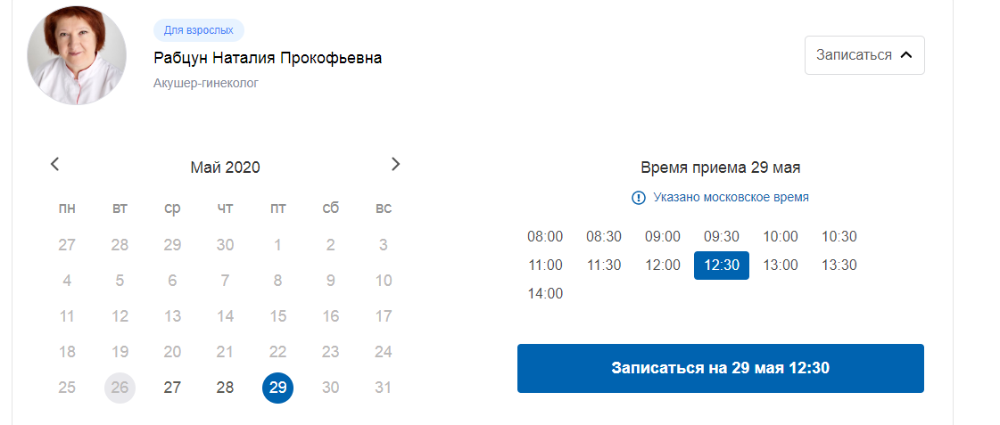 Для взрослых
Рабцун Наталия Прокофьевна
Акушер-гинеколог
Записаться
Май 2020
пн вт ср чт пт сб вс
27 28 29 30 1 2 3
4 5 6 7 8 9 10
11 12 13 14 15 16 17
18 19 20 21 22 23 24
25 26 27 28 29 30 31
Время приема 29 мая
Указано московское время
08:00 08:30 09:00 09:30 10:00 10:30
11:00 11:30 12:00 12:30 13:00 13:30
14:00
Записаться на 29 мая 12:30